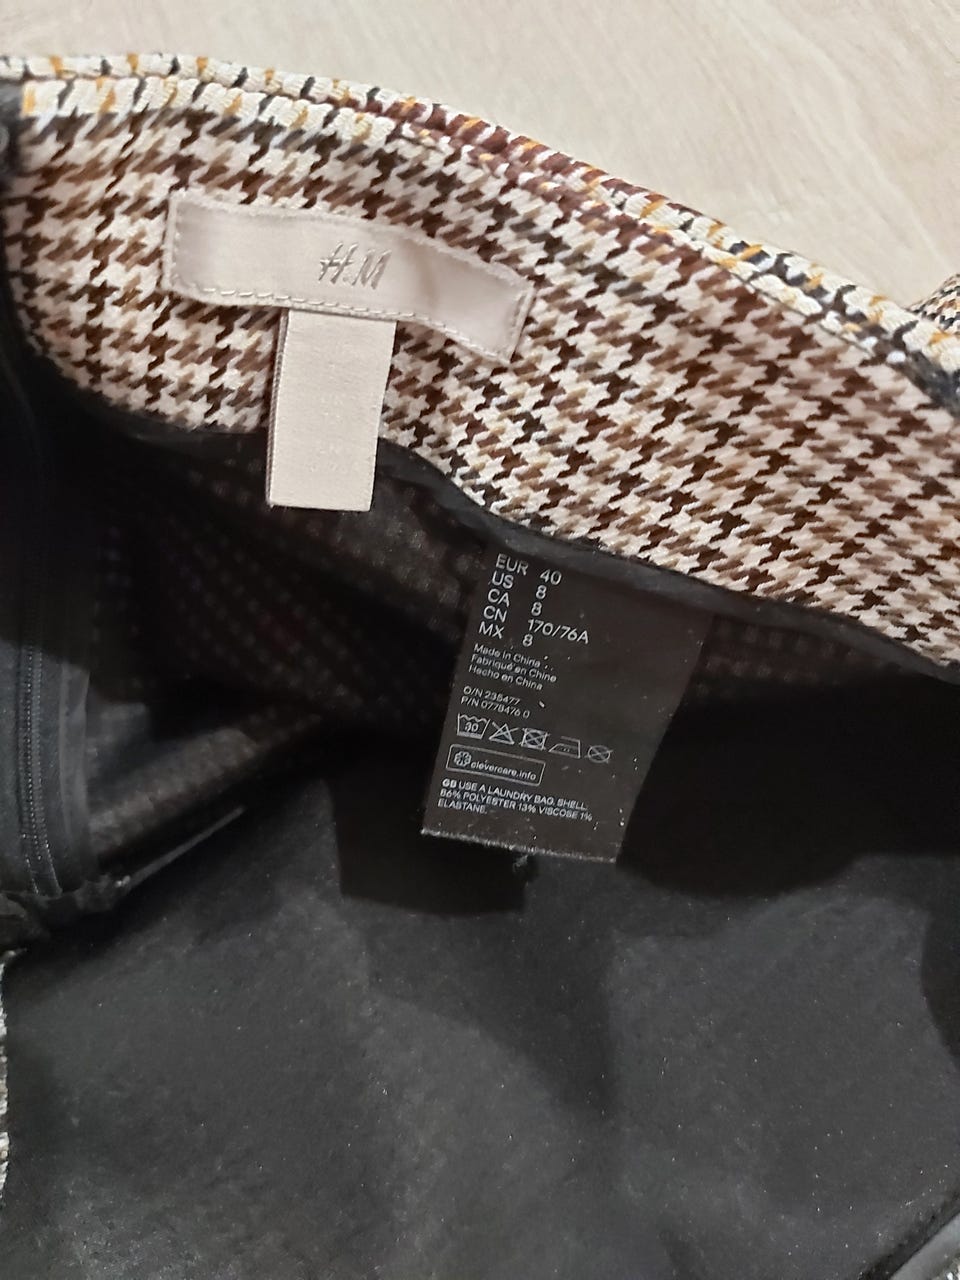 H&M
EUR 40
US 8
CA 8
CN 170/76A
MX 8
Made in China
Fabriqué en Chine
Hecho en China
O/N 235477
P/N 0778476 0
30
clevercare.info
GB USE A LAUNDRY BAG. SHELL:
86% POLYESTER 13% VISCOSE 1%
ELASTANE.